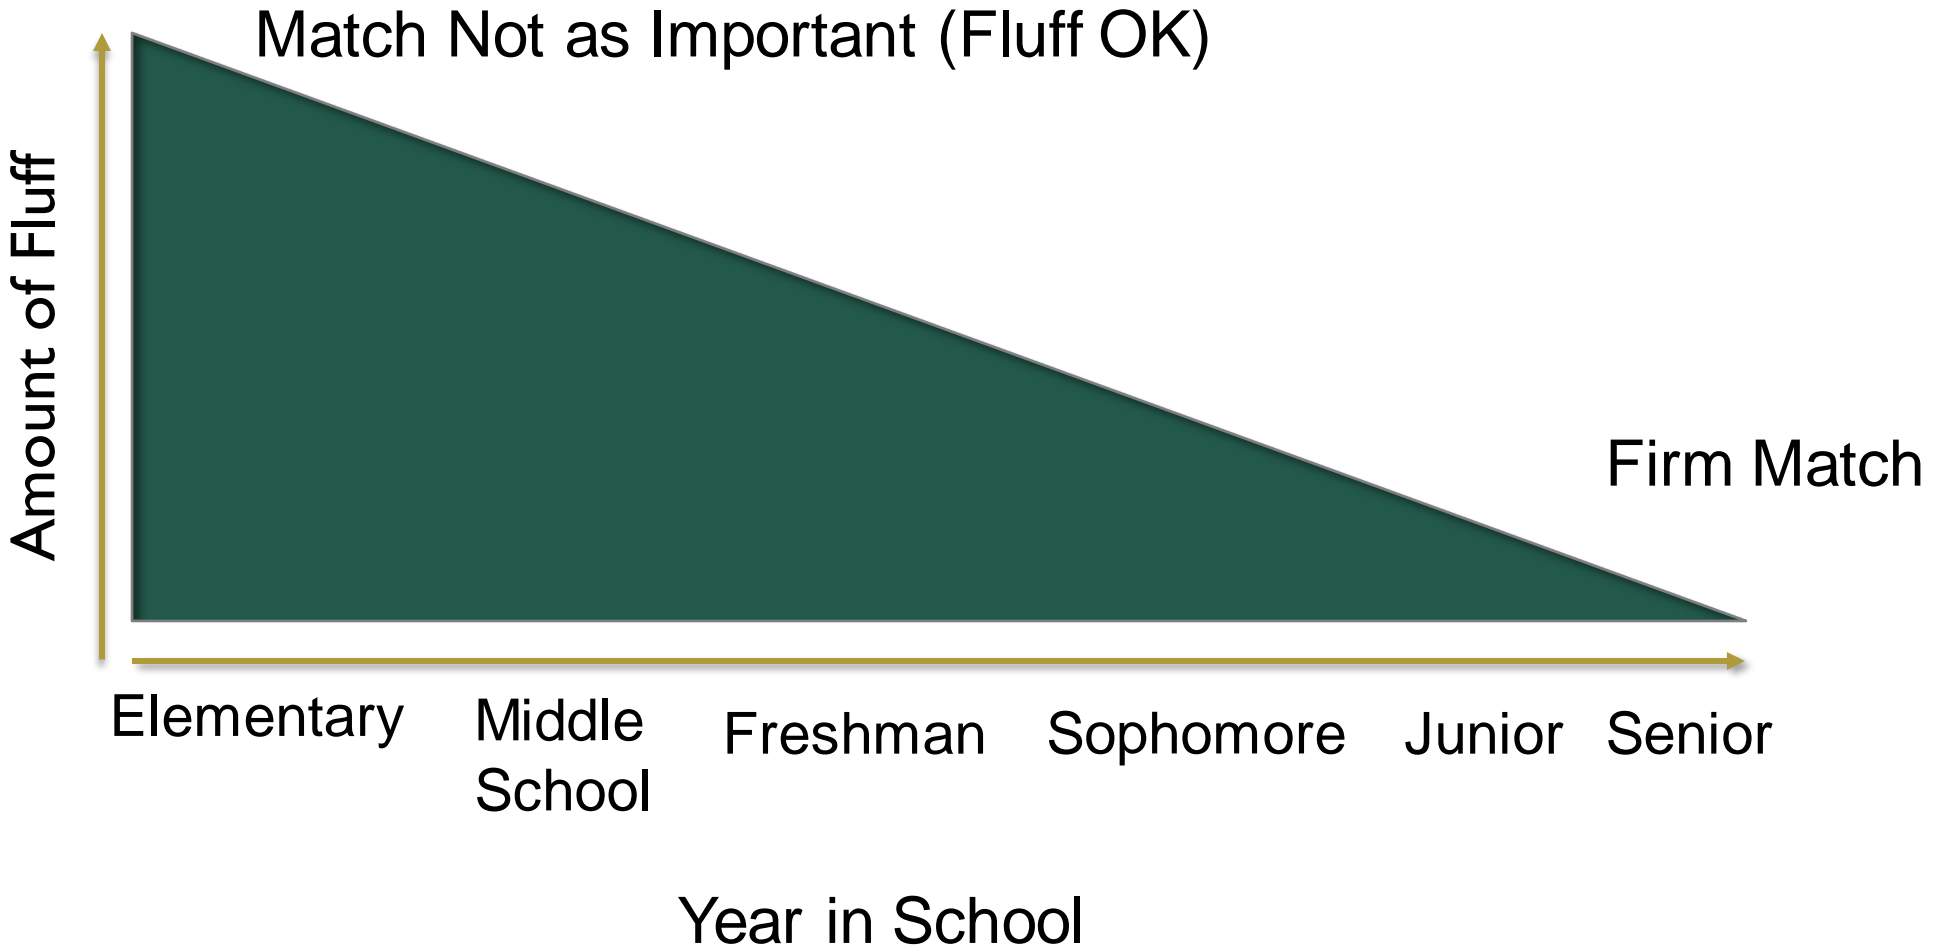 Match Not as Important (Fluff OK)
Amount of Fluff
Firm Match
Elementary
Middle
School
Freshman
Sophomore
Junior
Senior
Year in School